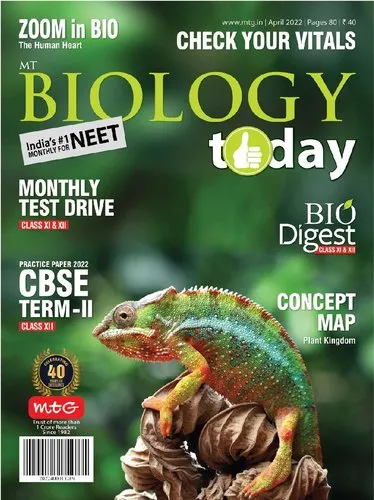 www.mtg.in | April 2022 | Pages 80 | ₹ 40
ZOOM in BIO
The Human Heart
CHECK YOUR VITALS
MT
BIOLOGY
today
India's #1
MONTHLY FOR NEET
MONTHLY
TEST DRIVE
CLASS XI & XII
BIO
Digest
CLASS XI & XII
PRACTICE PAPER 2022
CBSE
TERM-II
CLASS XII
CONCEPT
MAP
Plant Kingdom
40
mtG
Trust of more than
1 Crore Readers
Since 1982